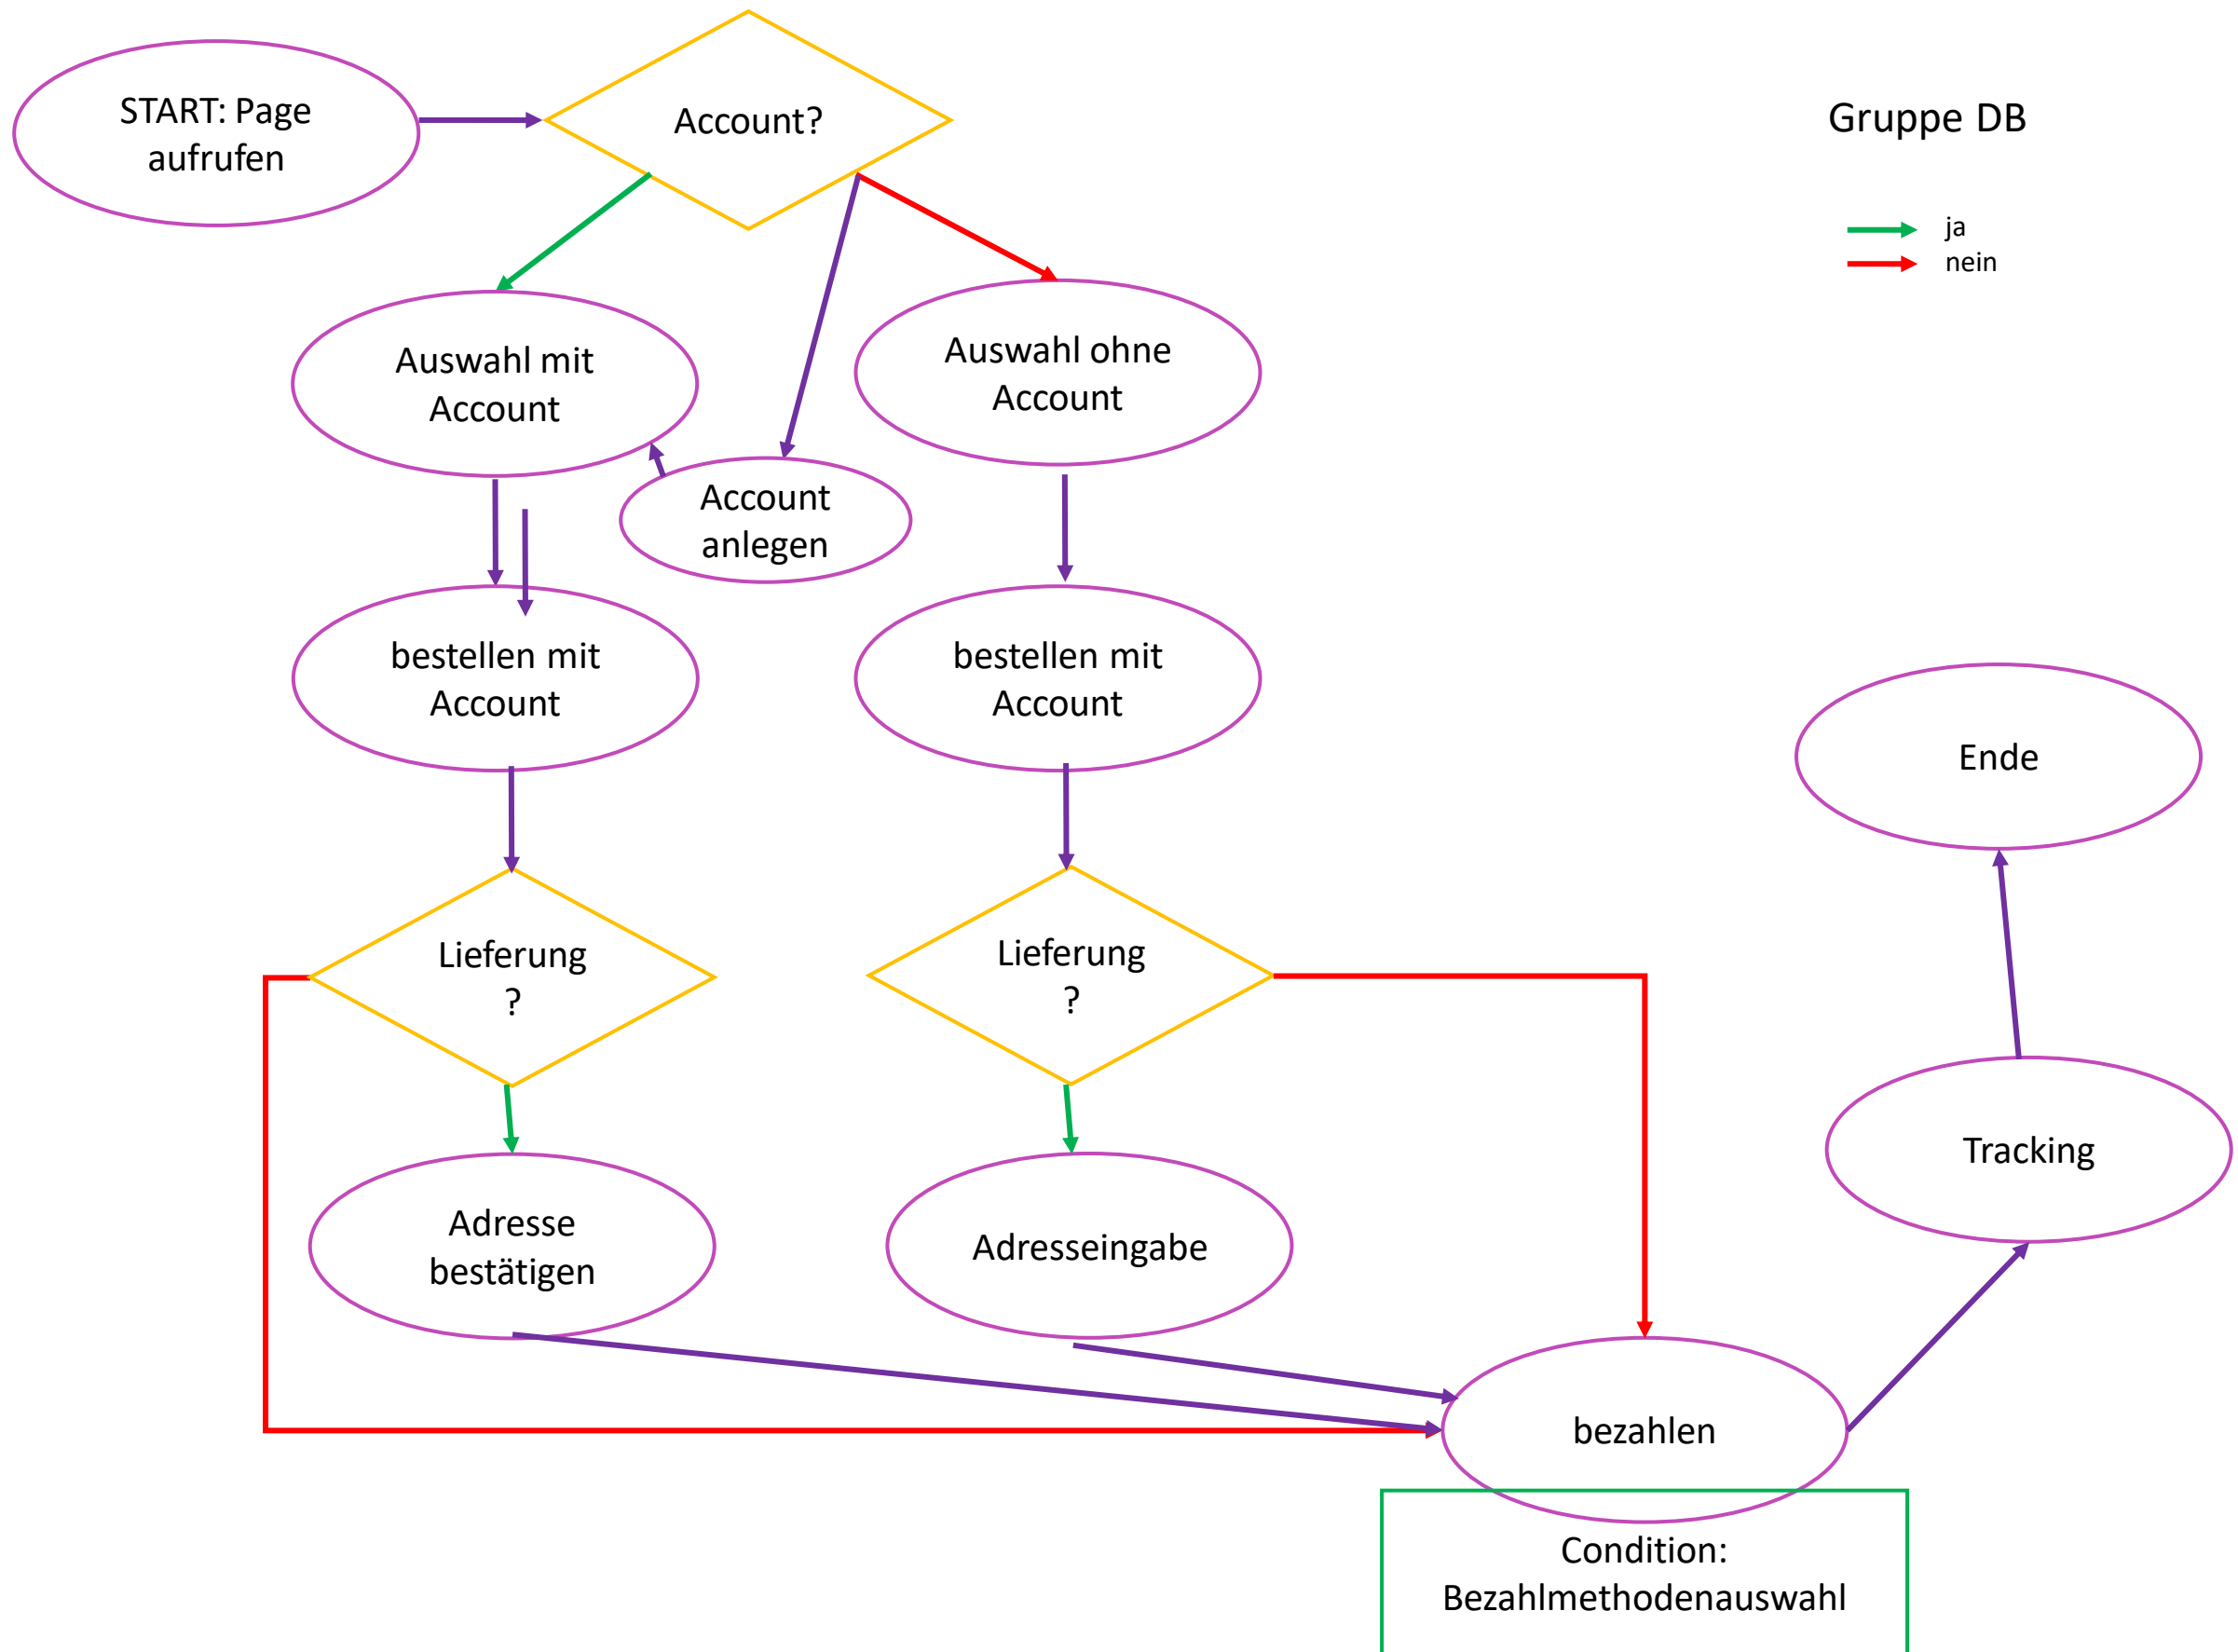 START: Page
aufrufen
Account?
Gruppe DB
ja
nein
Auswahl mit
Account
Auswahl ohne
Account
Account
anlegen
bestellen mit
Account
bestellen mit
Account
Ende
Lieferung
?
Lieferung
?
Tracking
Adresse
bestätigen
Adresseingabe
bezahlen
Condition:
Bezahlmethodenauswahl